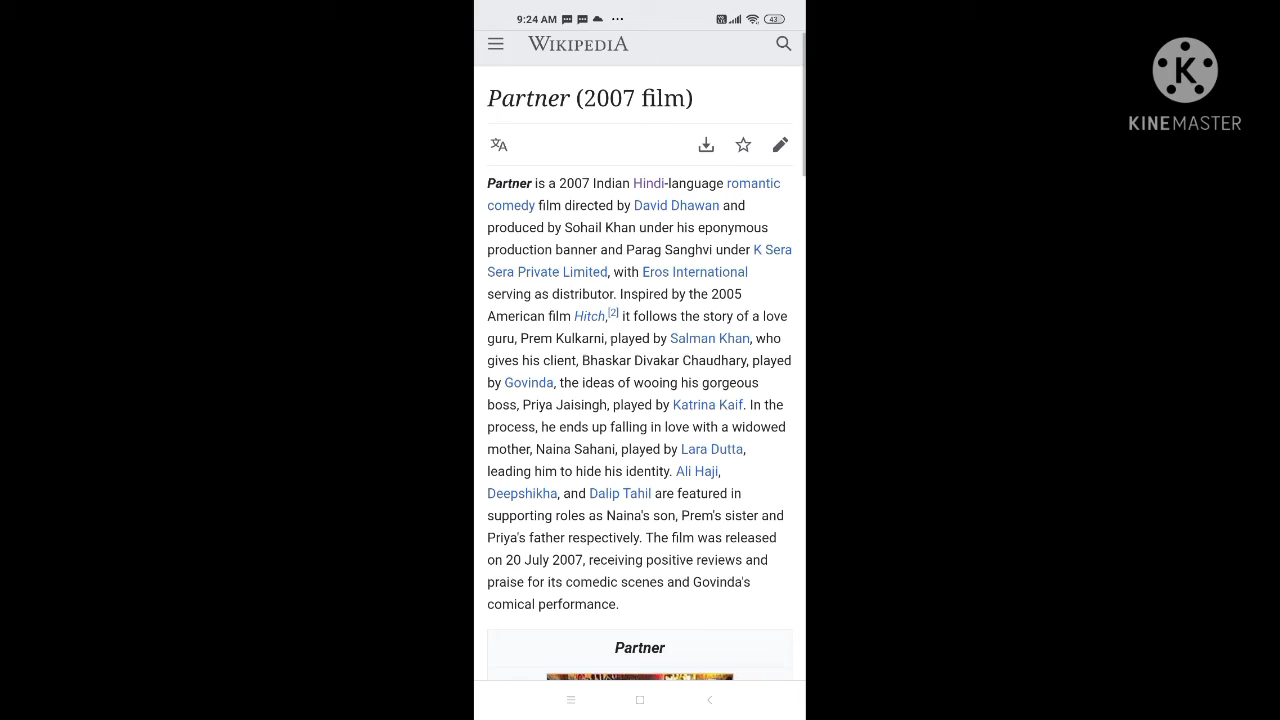 9:24 AM
43
WIKIPEDIA
KINEMASTER
Partner (2007 film)
Partner is a 2007 Indian Hindi-language romantic
comedy film directed by David Dhawan and
produced by Sohail Khan under his eponymous
production banner and Parag Sanghvi under K Sera
Sera Private Limited, with Eros International
serving as distributor. Inspired by the 2005
American film Hitch,[2] it follows the story of a love
guru, Prem Kulkarni, played by Salman Khan, who
gives his client, Bhaskar Divakar Chaudhary, played
by Govinda, the ideas of wooing his gorgeous
boss, Priya Jaisingh, played by Katrina Kaif. In the
process, he ends up falling in love with a widowed
mother, Naina Sahani, played by Lara Dutta,
leading him to hide his identity. Ali Haji,
Deepshikha, and Dalip Tahil are featured in
supporting roles as Naina's son, Prem's sister and
Priya's father respectively. The film was released
on 20 July 2007, receiving positive reviews and
praise for its comedic scenes and Govinda's
comical performance.
Partner